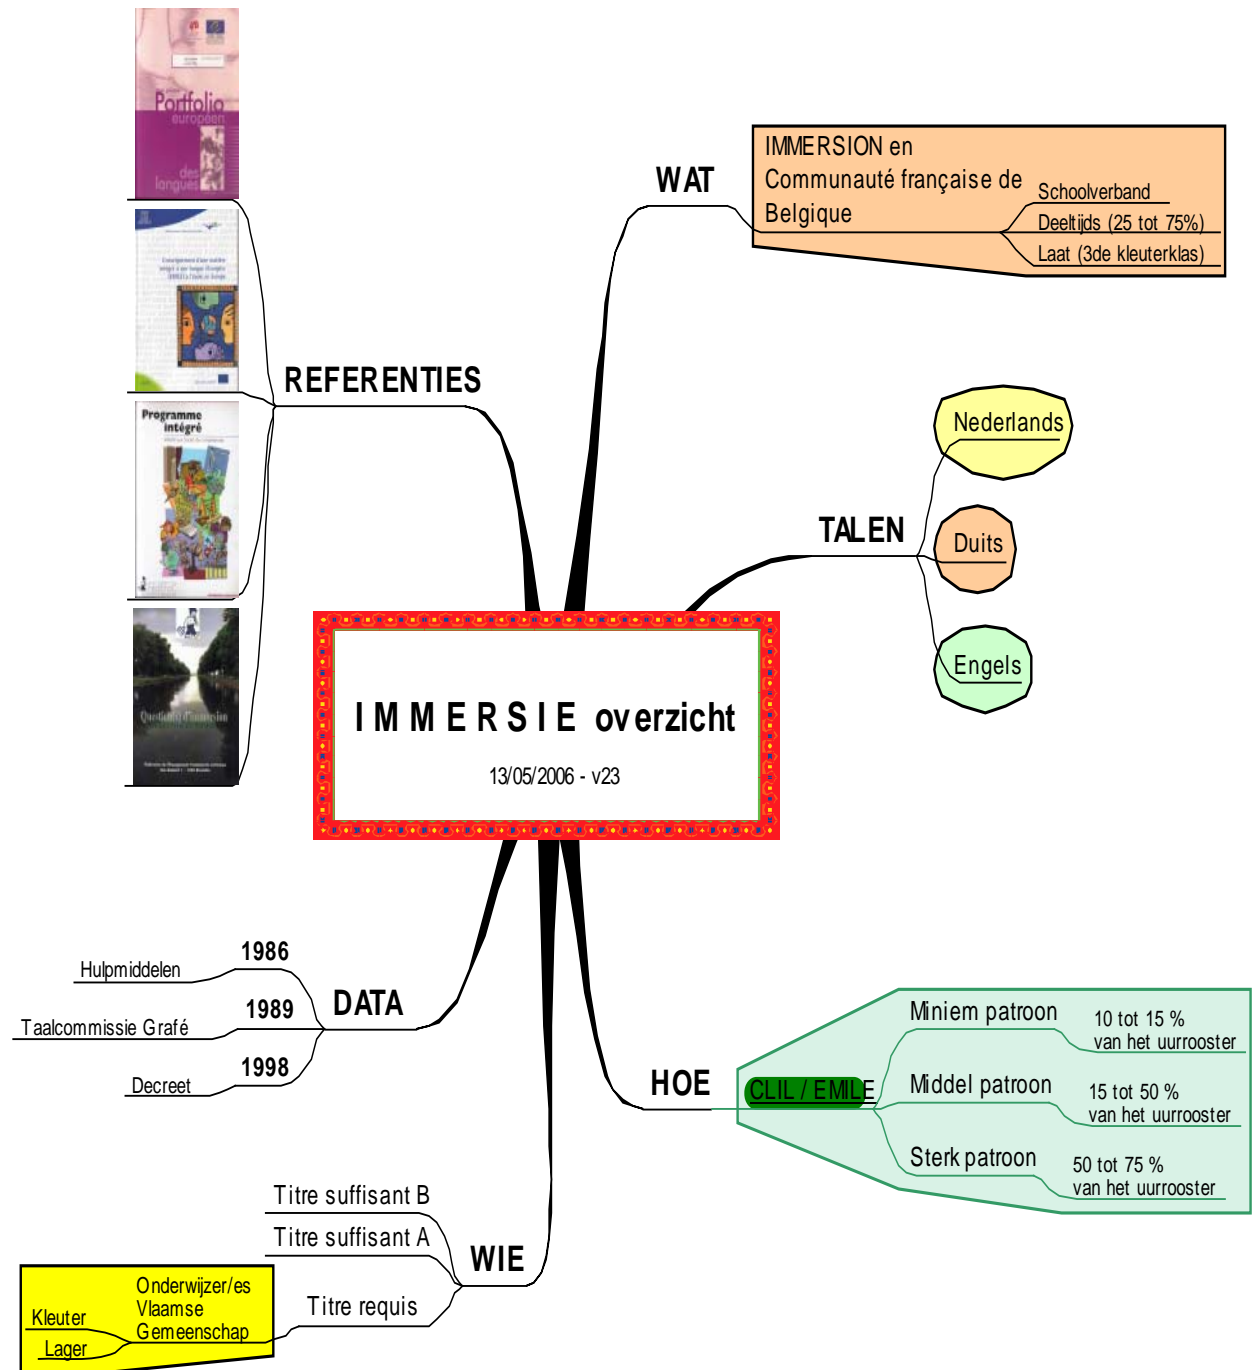 Portfolio
européen
des
langues
Programme
intégré
Questions d'immersion
REFERENTIES
WAT
IMMERSION en
Communauté française de
Belgique
Schoolverband
Deeltijds (25 tot 75%)
Laat (3de kleuterklas)
TALEN
Nederlands
Duits
Engels
IMMERSIE overzicht
13/05/2006 - v23
DATA
1986
Hulpmiddelen
1989
Taalcommissie Grafé
1998
Decreet
HOE
CLIL / EMILE
Miniem patroon
10 tot 15 %
van het uurrooster
Middel patroon
15 tot 50 %
van het uurrooster
Sterk patroon
50 tot 75 %
van het uurrooster
WIE
Titre suffisant B
Titre suffisant A
Titre requis
Onderwijzer/es
Vlaamse
Gemeenschap
Kleuter
Lager